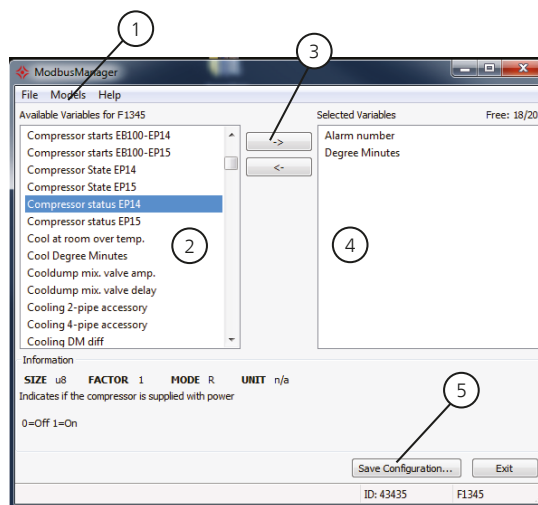 1
3
ModbusManager
File Models Help
Available Variables for F1345
Selected Variables Free: 18/20
Compressor starts EB100-EP14
Compressor starts EB100-EP15
Compressor State EP14
Compressor State EP15
Compressor status EP14
Compressor status EP15
Cool at room over temp.
Cool Degree Minutes
Cooldump mix. valve amp.
Cooldump mix. valve delay
Cooling 2-pipe accessory
Cooling 4-pipe accessory
Cooling DM diff
2
->
<-
Alarm number
Degree Minutes
4
Information
SIZE u8 FACTOR 1 MODE R UNIT n/a
Indicates if the compressor is supplied with power
0=Off 1=On
5
Save Configuration... Exit
ID: 43435 F1345